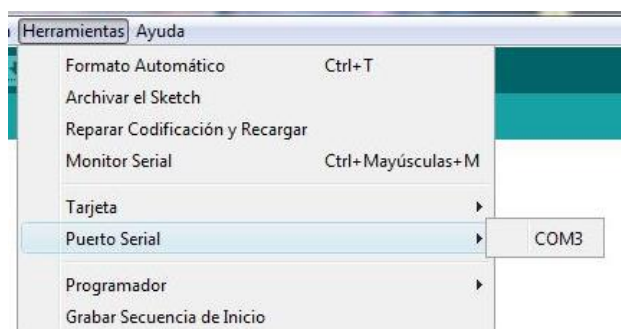 Herramientas Ayuda
Formato Automático Ctrl+T
Archivar el Sketch
Reparar Codificación y Recargar
Monitor Serial Ctrl+Mayúsculas+M
Tarjeta
Puerto Serial COM3
Programador
Grabar Secuencia de Inicio